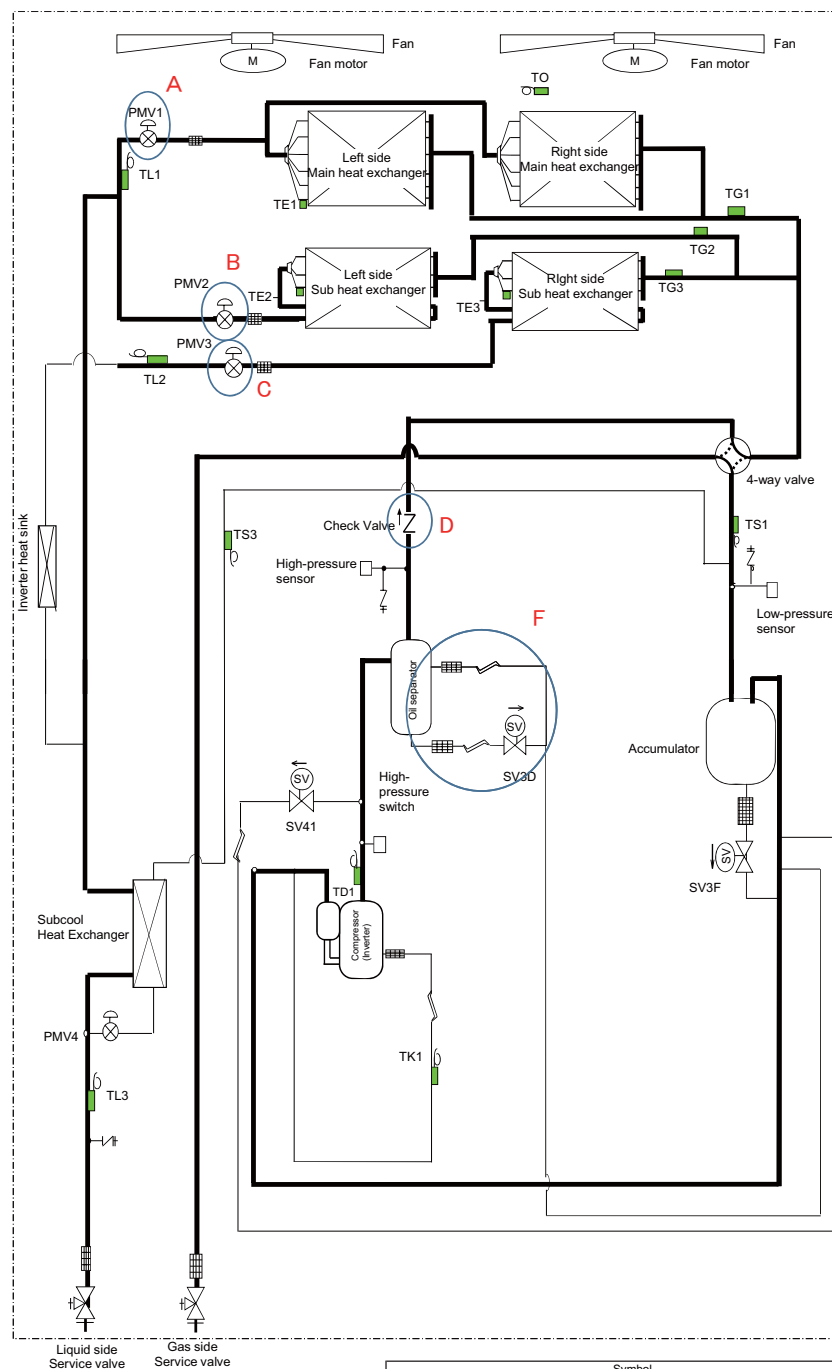 Fan
Fan
M
Fan motor
M
Fan motor
TO
A
PMV1
TL1
Left side
Main heat exchanger
Right side
Main heat exchanger
TE1
TG1
TG2
B
PMV2
TE2
Left side
Sub heat exchanger
TE3
RIght side
Sub heat exchanger
TG3
PMV3
TL2
C
4-way valve
Inverter heat sink
TS3
Check Valve
D
TS1
High-pressure
sensor
Low-pressure
sensor
F
Oil separator
SV
SV3D
Accumulator
High-
pressure
switch
SV
SV41
SV
SV3F
TD1
Compressor
(Inverter)
Subcool
Heat Exchanger
PMV4
TK1
TL3
Liquid side
Service valve
Gas side
Service valve
Symbol